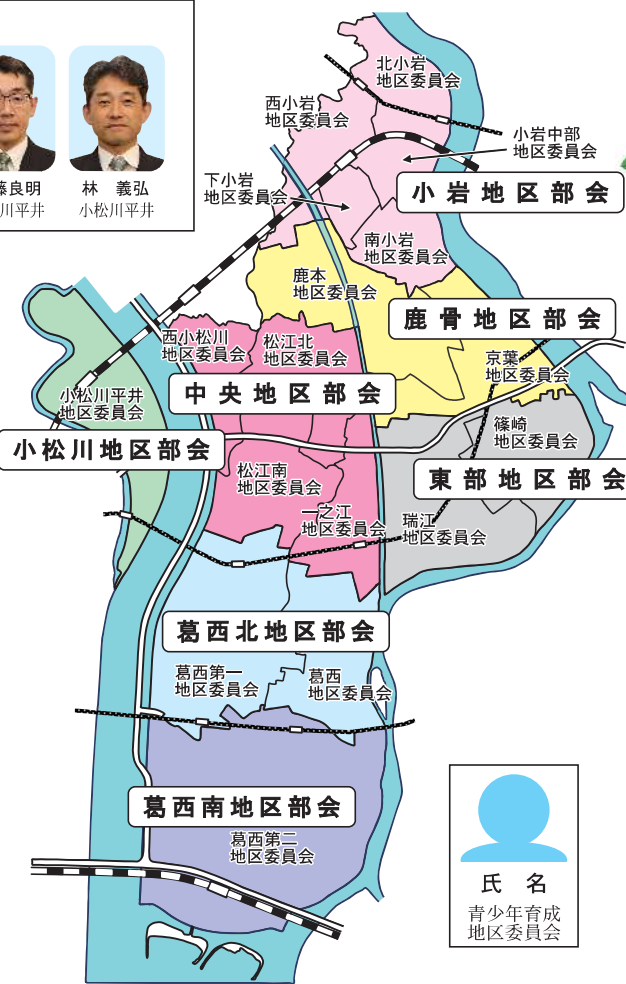 藤良明
川平井
林　義弘
小松川平井
北小岩
地区委員会
西小岩
地区委員会
小岩中部
地区委員会
下小岩
地区委員会
小岩地区部会
南小岩
地区委員会
鹿本
地区委員会
鹿骨地区部会
西小松川
地区委員会
松江北
地区委員会
京葉
地区委員会
中央地区部会
小松川平井
地区委員会
篠崎
地区委員会
小松川地区部会
松江南
地区委員会
東部地区部会
一之江
地区委員会
瑞江
地区委員会
葛西北地区部会
葛西第一
地区委員会
葛西
地区委員会
葛西南地区部会
葛西第二
地区委員会
氏　名
青少年育成
地区委員会